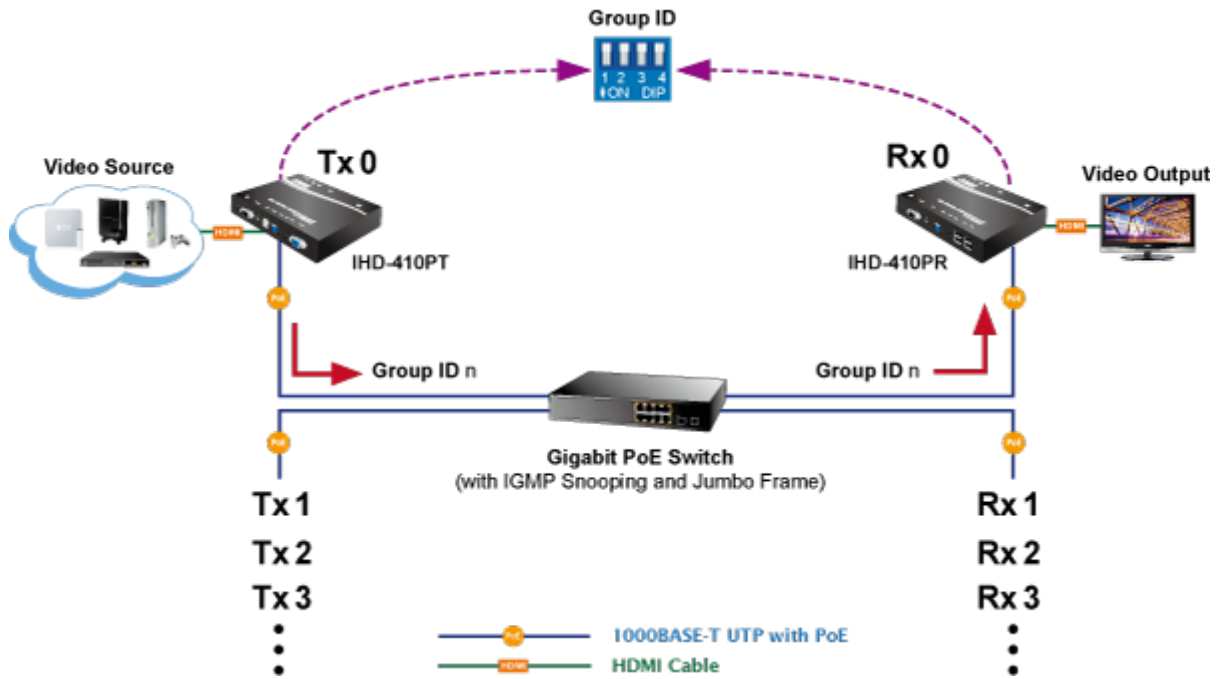 Group ID
1 2 3 4
ON DIP
Tx 0
Rx 0
Video Source
Video Output
HDMI
HDMI
IHD-410PT
IHD-410PR
PoE
PoE
Group ID n
Group ID n
PoE
PoE
Gigabit PoE Switch
(with IGMP Snooping and Jumbo Frame)
Tx 1
Rx 1
Tx 2
Rx 2
Tx 3
Rx 3
PoE
1000BASE-T UTP with PoE
HDMI
HDMI Cable